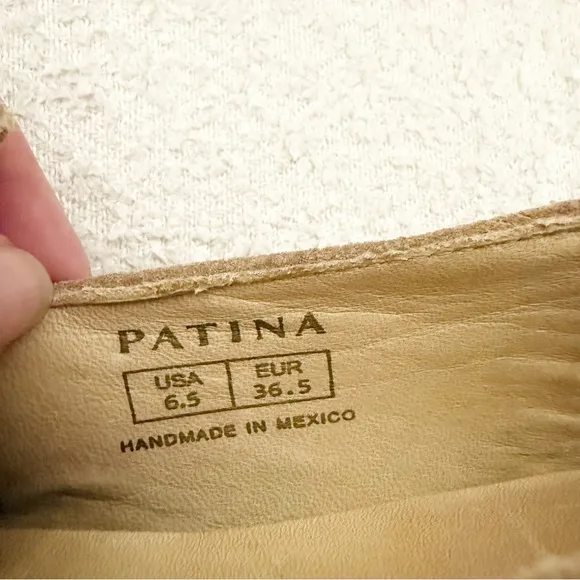 PATINA
USA EUR
6.5 36.5
HANDMADE IN MEXICO